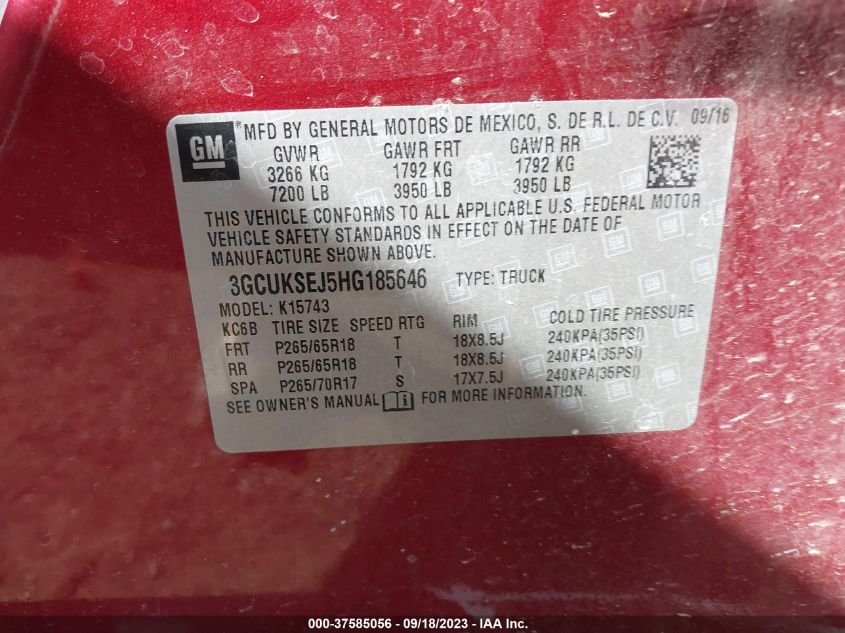 GM ® MFD BY GENERAL MOTORS DE MEXICO, S. DE R.L. DE C.V. 09/16
GVWR GAWR FRT GAWR RR
3266 KG 1792 KG 1792 KG
7200 LB 3950 LB 3950 LB
THIS VEHICLE CONFORMS TO ALL APPLICABLE U.S. FEDERAL MOTOR
VEHICLE SAFETY STANDARDS IN EFFECT ON THE DATE OF
MANUFACTURE SHOWN ABOVE.
3GCUKSEJ5HG185646 TYPE: TRUCK
MODEL: K15743
KC6B TIRE SIZE SPEED RTG RIM COLD TIRE PRESSURE
FRT P265/65R18 T 18X8.5J 240KPA(35PSI)
RR P265/65R18 T 18X8.5J 240KPA(35PSI)
SPA P265/70R17 S 17X7.5J 240KPA(35PSI)
SEE OWNER'S MANUAL i FOR MORE INFORMATION.
000-37585056 - 09/18/2023 - IAA Inc.